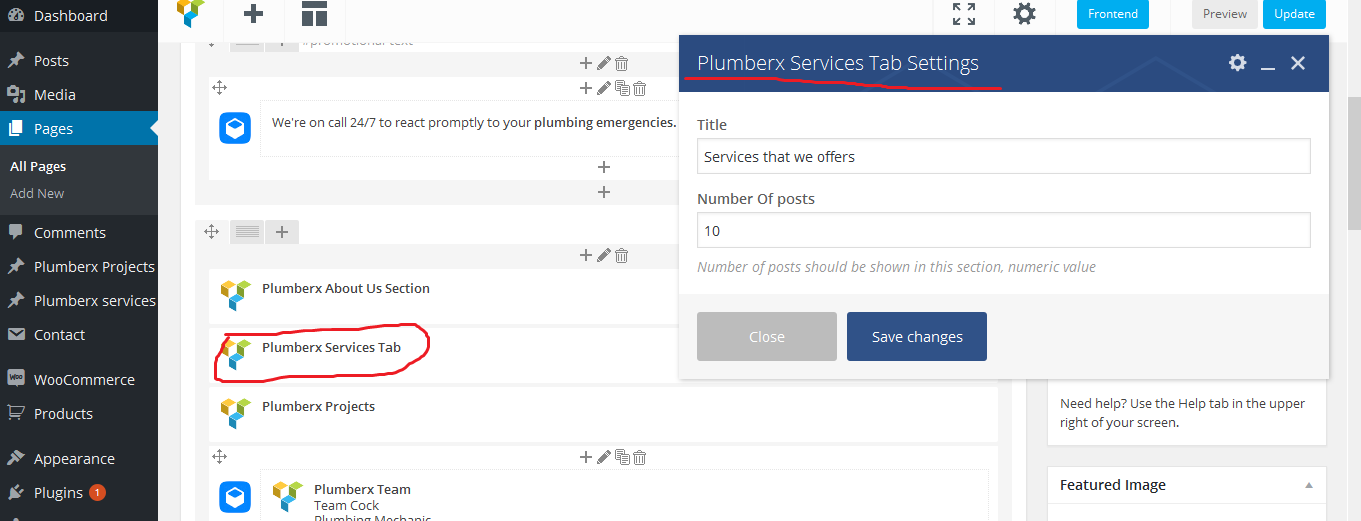 Dashboard
Posts
Media
Pages
All Pages
Add New
Comments
Plumberx Projects
Plumberx services
Contact
WooCommerce
Products
Appearance
Plugins 1
Frontend
Preview
Update
#promotional text
We're on call 24/7 to react promptly to your plumbing emergencies.
Plumberx About Us Section
Plumberx Services Tab
Plumberx Projects
Plumberx Team
Team Cock
Plumbing Mechanic
Plumberx Services Tab Settings
Title
Services that we offers
Number Of posts
10
Number of posts should be shown in this section, numeric value
Close
Save changes
Need help? Use the Help tab in the upper
right of your screen.
Featured Image